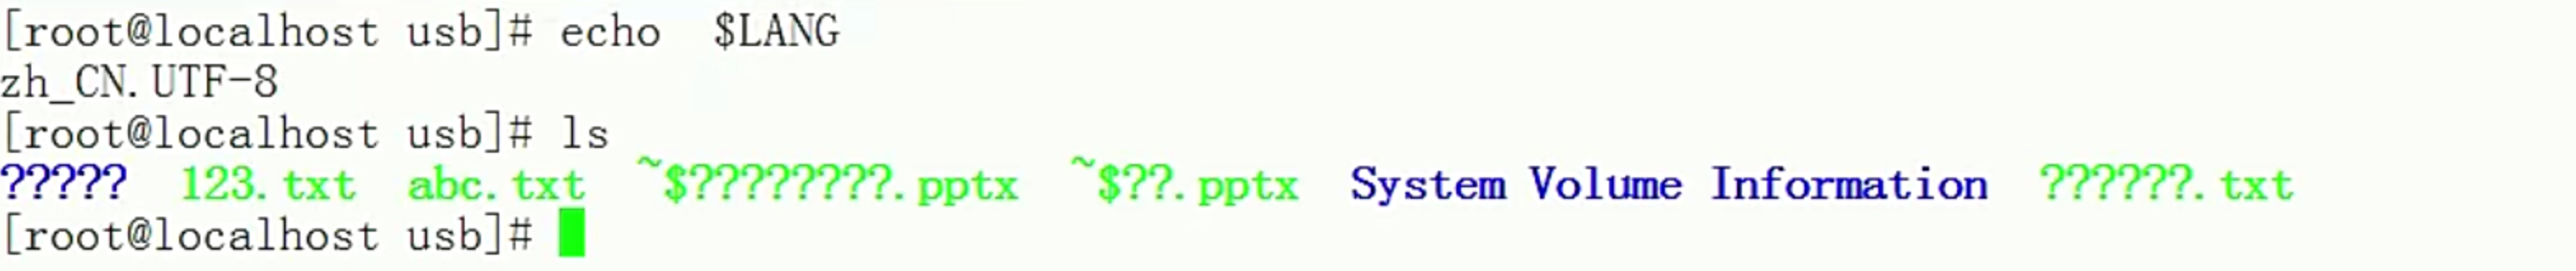 [root@localhost usb]# echo  $LANG
zh_CN.UTF-8
[root@localhost usb]# ls
?????  123.txt  abc.txt  ~$????????.pptx  ~$??.pptx  System Volume Information  ??????.txt
[root@localhost usb]#